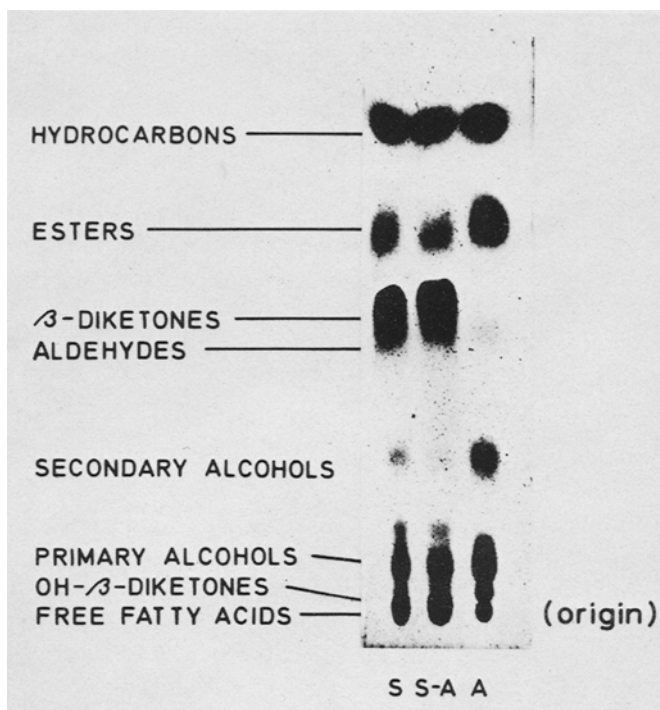 HYDROCARBONS
ESTERS
β-DIKETONES
ALDEHYDES
SECONDARY ALCOHOLS
PRIMARY ALCOHOLS
OH-β-DIKETONES
FREE FATTY ACIDS
(origin)
S S-A A